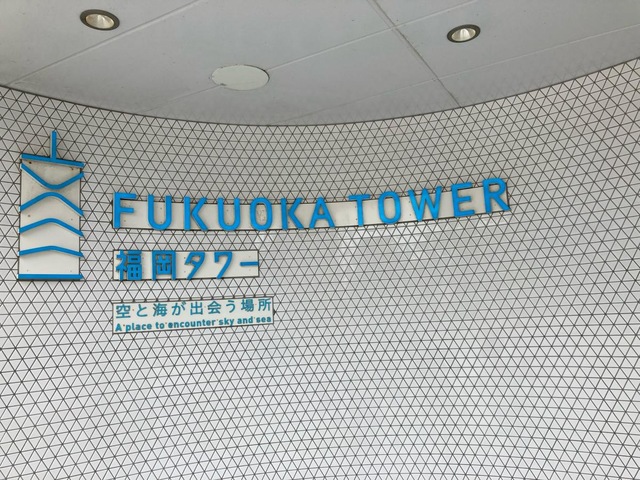 FUKUOKA TOWER
福岡タワー
空と海が出会う場所
A place to encounter sky and sea